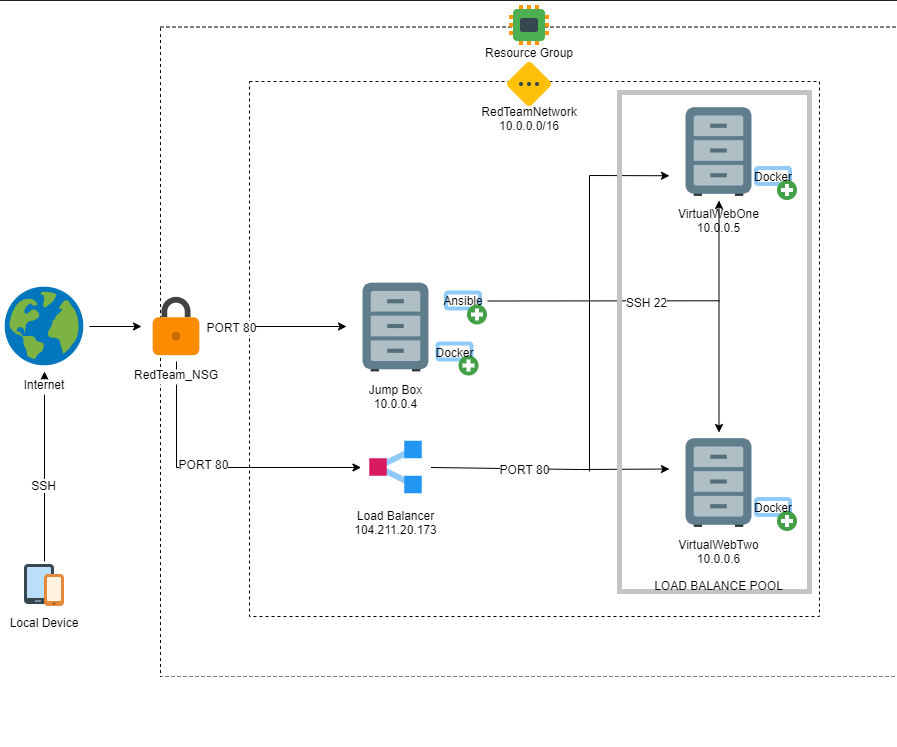 Resource Group
RedTeamNetwork
10.0.0.0/16
Docker
VirtualWebOne
10.0.0.5
Ansible
SSH 22
PORT 80
Docker
Internet
RedTeam_NSG
Jump Box
10.0.0.4
PORT 80
PORT 80
SSH
Load Balancer
104.211.20.173
Docker
VirtualWebTwo
10.0.0.6
LOAD BALANCE POOL
Local Device